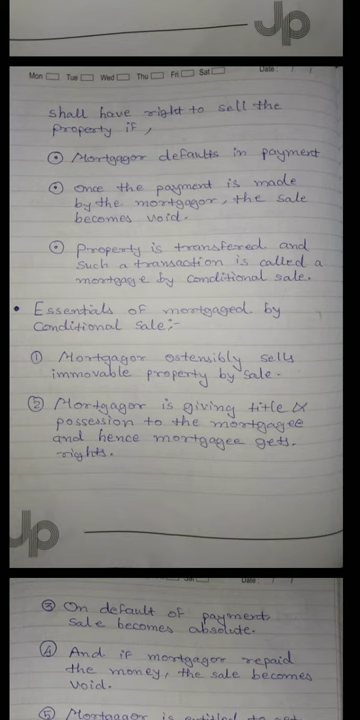 Jp
Mon Tue Wed Thu Fri Sat Date: / /
shall have right to sell the
property if,
Mortgagor defaults in payment
Once the payment is made
by the mortgagor, the sale
becomes void.
Property is transfered and
such a transaction is called a
mortgage by conditional sale.
• Essentials of mortgaged by
Conditional Sale:-
① Mortgagor ostensibly sells
immovable property by sale.
② Mortgagor is giving title &
possession to the mortgagee
and hence mortgagee gets.
rights.
Jp
Date:
③ On default of payment
sale becomes absolute.
④ And if mortgagor repaid
the money, the sale becomes
void.
⑤ Mortgagor is entitled to get